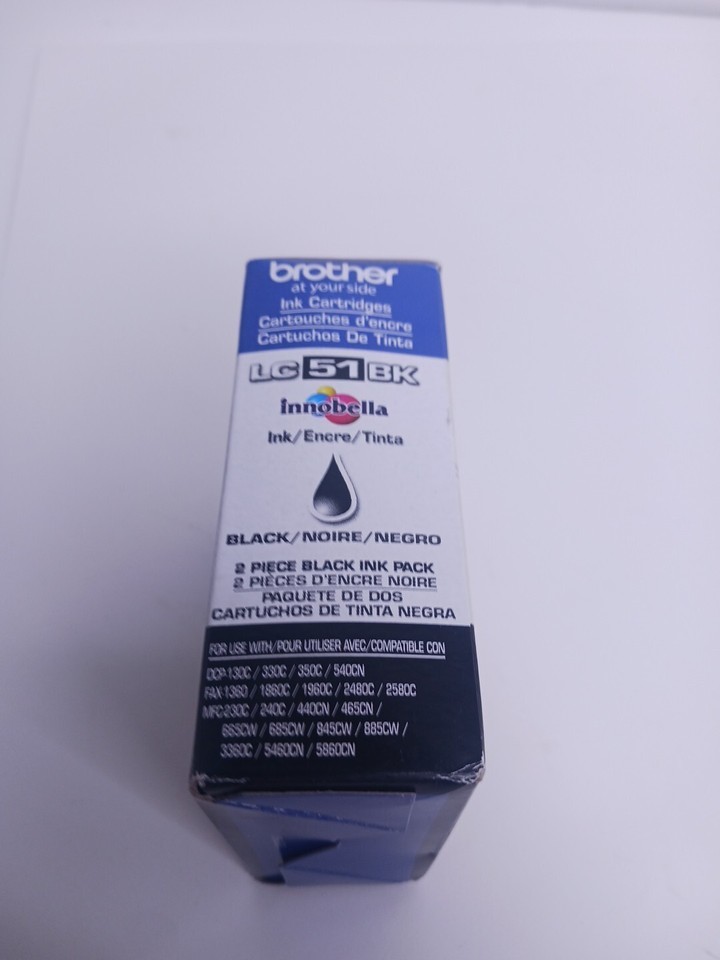 brother
at your side
Ink Cartridges
Cartouches d'encre
Cartuchos De Tinta
LC 51 BK
innobella
Ink/Encre/Tinta
BLACK/NOIRE/NEGRO
2 PIECE BLACK INK PACK
2 PIÈCES D'ENCRE NOIRE
PAQUETE DE DOS
CARTUCHOS DE TINTA NEGRA
FOR USE WITH/POUR UTILISER AVEC/COMPATIBLE CON
DCP-130C / 330C / 350C / 540CN
FAX-1360 / 1860C / 1960C / 2480C / 2580C
MFC-230C / 240C / 440CN / 465CN /
665CW / 685CW / 845CW / 885CW /
3360C / 5460CN / 5860CN